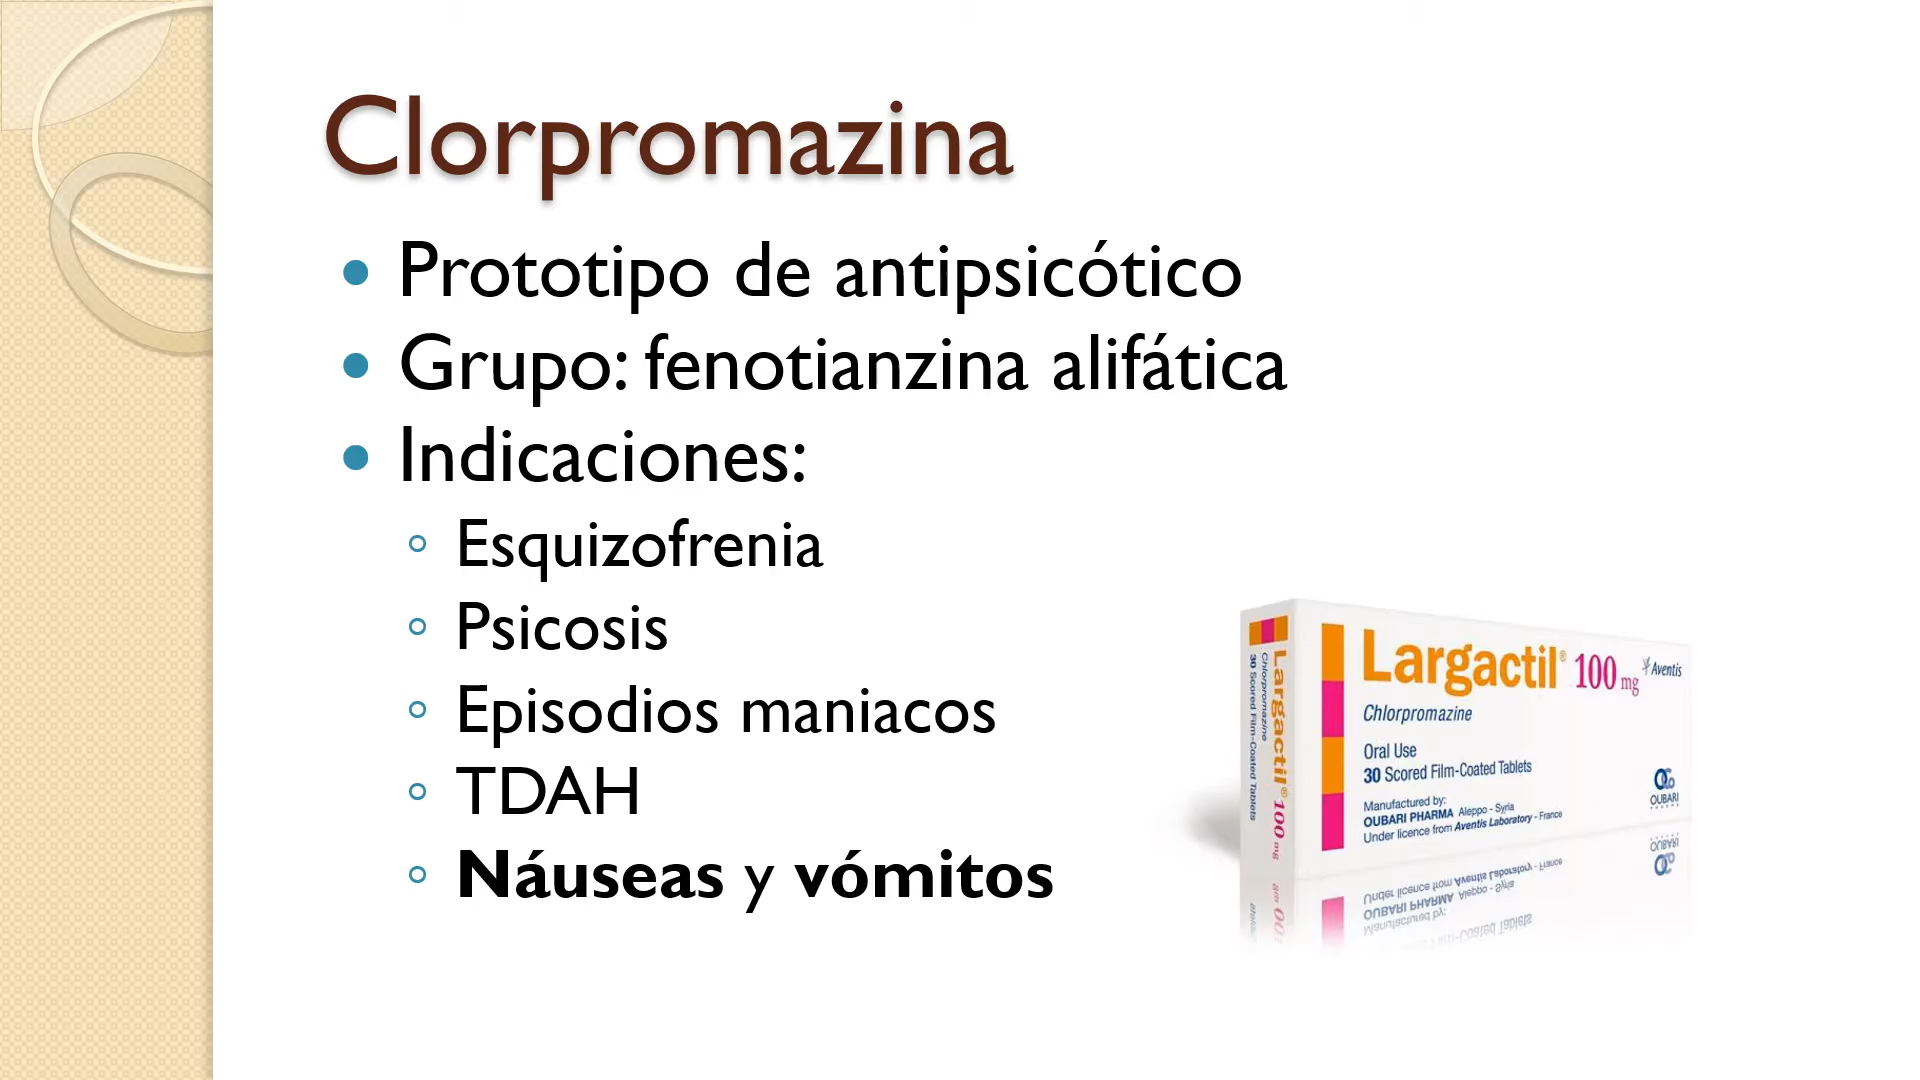 Clorpromazina
• Prototipo de antipsicótico
• Grupo: fenotianzina alifática
• Indicaciones:
◦ Esquizofrenia
◦ Psicosis
◦ Episodios maniacos
◦ TDAH
◦ Náuseas y vómitos
Largactil® 100 mg Aventis
Chlorpromazine
Oral Use
30 Scored Film-Coated Tablets
Manufactured by:
OUBARI PHARMA Aleppo - Syria
Under licence from Aventis Laboratory - France
OUBARI
PHARMA
Largactil® 100 mg
Chlorpromazine
30 Scored Film-Coated Tablets